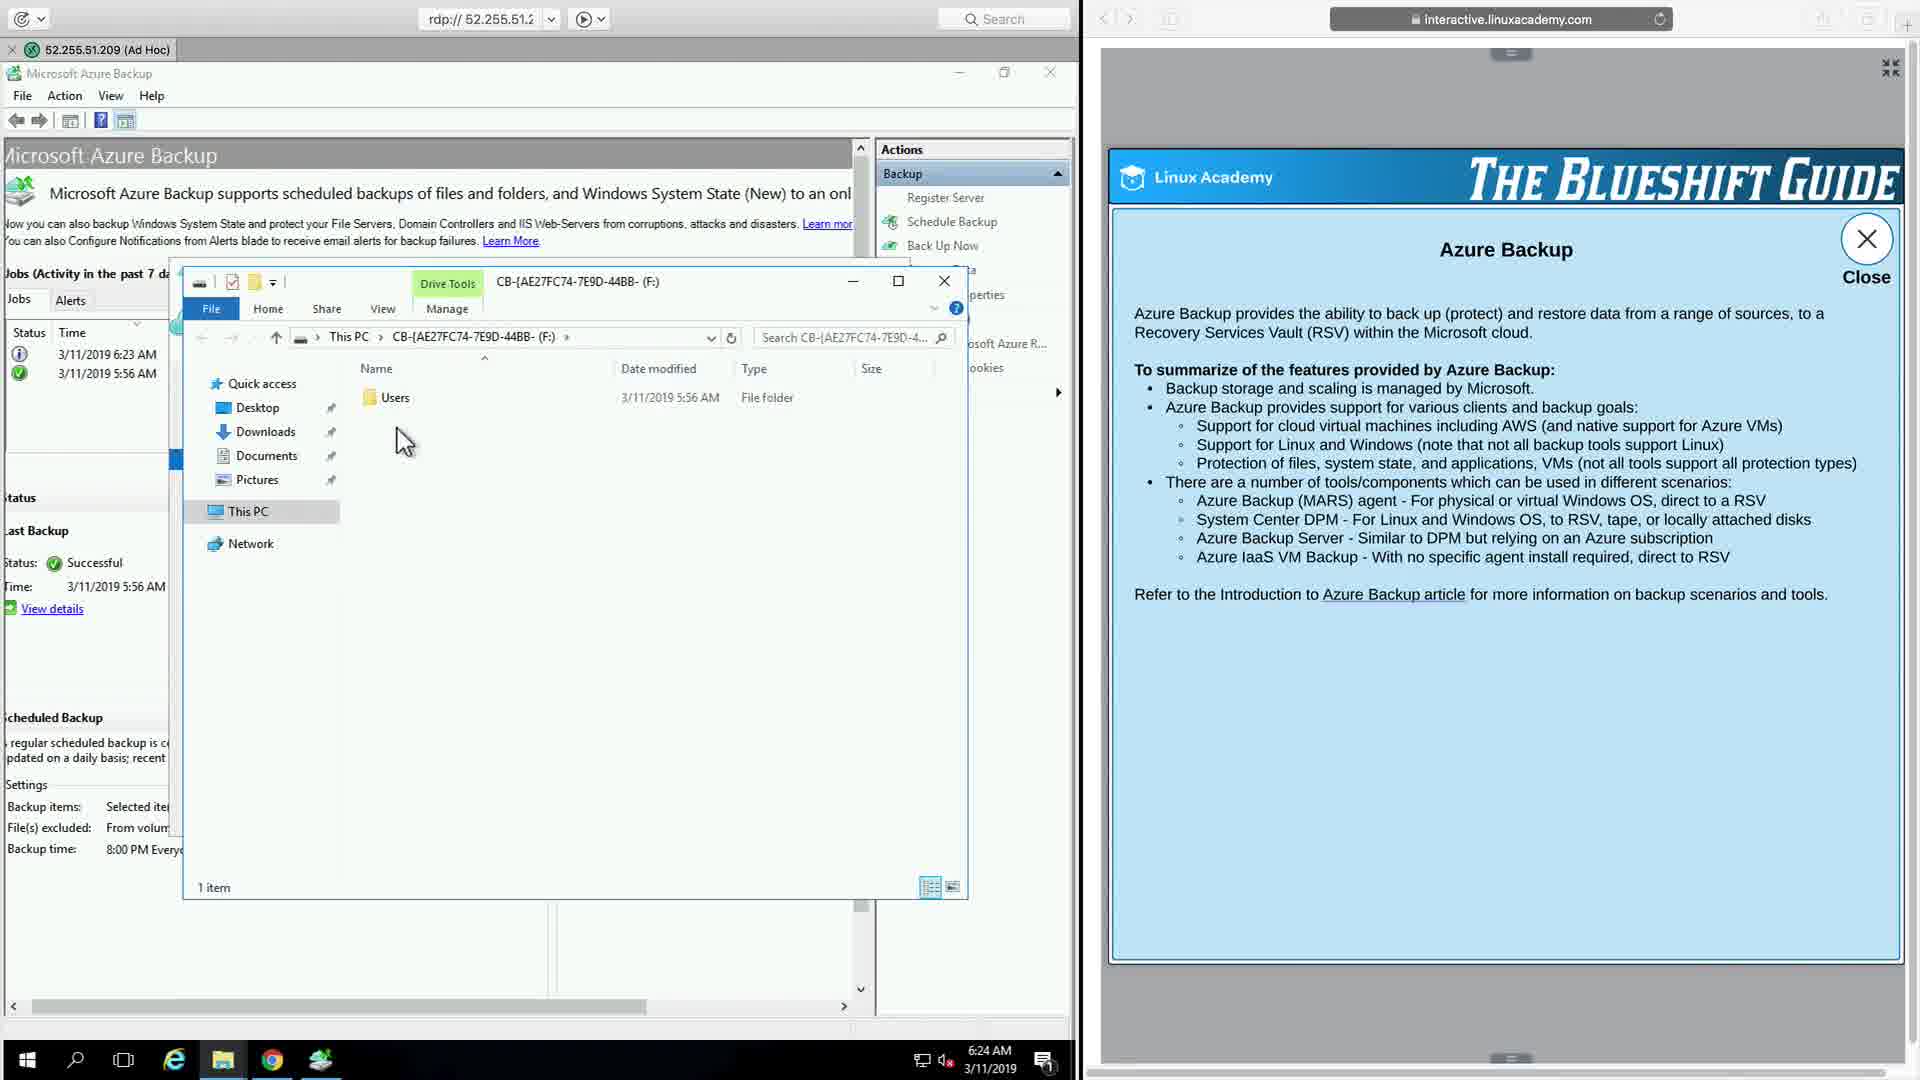 rdp:// 52.255.51.2
Search
52.255.51.209 (Ad Hoc)
Microsoft Azure Backup
File Action View Help
Microsoft Azure Backup
Microsoft Azure Backup supports scheduled backups of files and folders, and Windows System State (New) to an onl
Now you can also backup Windows System State and protect your File Servers, Domain Controllers and IIS Web-Servers from corruptions, attacks and disasters. Learn mor
You can also Configure Notifications from Alerts blade to receive email alerts for backup failures. Learn More.
Jobs (Activity in the past 7 da
Jobs Alerts
Status Time
3/11/2019 6:23 AM
3/11/2019 5:56 AM
Status
Last Backup
Status: Successful
Time: 3/11/2019 5:56 AM
View details
Scheduled Backup
regular scheduled backup is c
pdated on a daily basis; recent
Settings
Backup items: Selected ite
File(s) excluded: From volum
Backup time: 8:00 PM Every
Actions
Backup
Register Server
Schedule Backup
Back Up Now
ta
perties
osoft Azure R...
ookies
Drive Tools
CB-{AE27FC74-7E9D-44BB- (F:)
File Home Share View Manage
This PC CB-{AE27FC74-7E9D-44BB- (F:)
Search CB-{AE27FC74-7E9D-4...
Name Date modified Type Size
Users 3/11/2019 5:56 AM File folder
Quick access
Desktop
Downloads
Documents
Pictures
This PC
Network
1 item
6:24 AM
3/11/2019
1
interactive.linuxacademy.com
Linux Academy
THE BLUESHIFT GUIDE
Azure Backup
Close
Azure Backup provides the ability to back up (protect) and restore data from a range of sources, to a
Recovery Services Vault (RSV) within the Microsoft cloud.
To summarize of the features provided by Azure Backup:
• Backup storage and scaling is managed by Microsoft.
• Azure Backup provides support for various clients and backup goals:
◦ Support for cloud virtual machines including AWS (and native support for Azure VMs)
◦ Support for Linux and Windows (note that not all backup tools support Linux)
◦ Protection of files, system state, and applications, VMs (not all tools support all protection types)
• There are a number of tools/components which can be used in different scenarios:
◦ Azure Backup (MARS) agent - For physical or virtual Windows OS, direct to a RSV
◦ System Center DPM - For Linux and Windows OS, to RSV, tape, or locally attached disks
◦ Azure Backup Server - Similar to DPM but relying on an Azure subscription
◦ Azure IaaS VM Backup - With no specific agent install required, direct to RSV
Refer to the Introduction to Azure Backup article for more information on backup scenarios and tools.